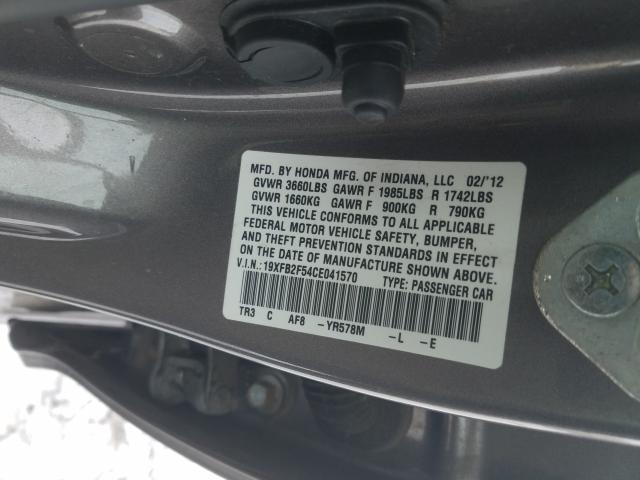 MFD. BY HONDA MFG. OF INDIANA, LLC 02/'12
GVWR 3660LBS GAWR F 1985LBS R 1742LBS
GVWR 1660KG GAWR F 900KG R 790KG
THIS VEHICLE CONFORMS TO ALL APPLICABLE
FEDERAL MOTOR VEHICLE SAFETY, BUMPER,
AND THEFT PREVENTION STANDARDS IN EFFECT
ON THE DATE OF MANUFACTURE SHOWN ABOVE.
V.I.N.: 19XFB2F54CE041570 TYPE: PASSENGER CAR
TR3 C AF8 -YR578M -L -E